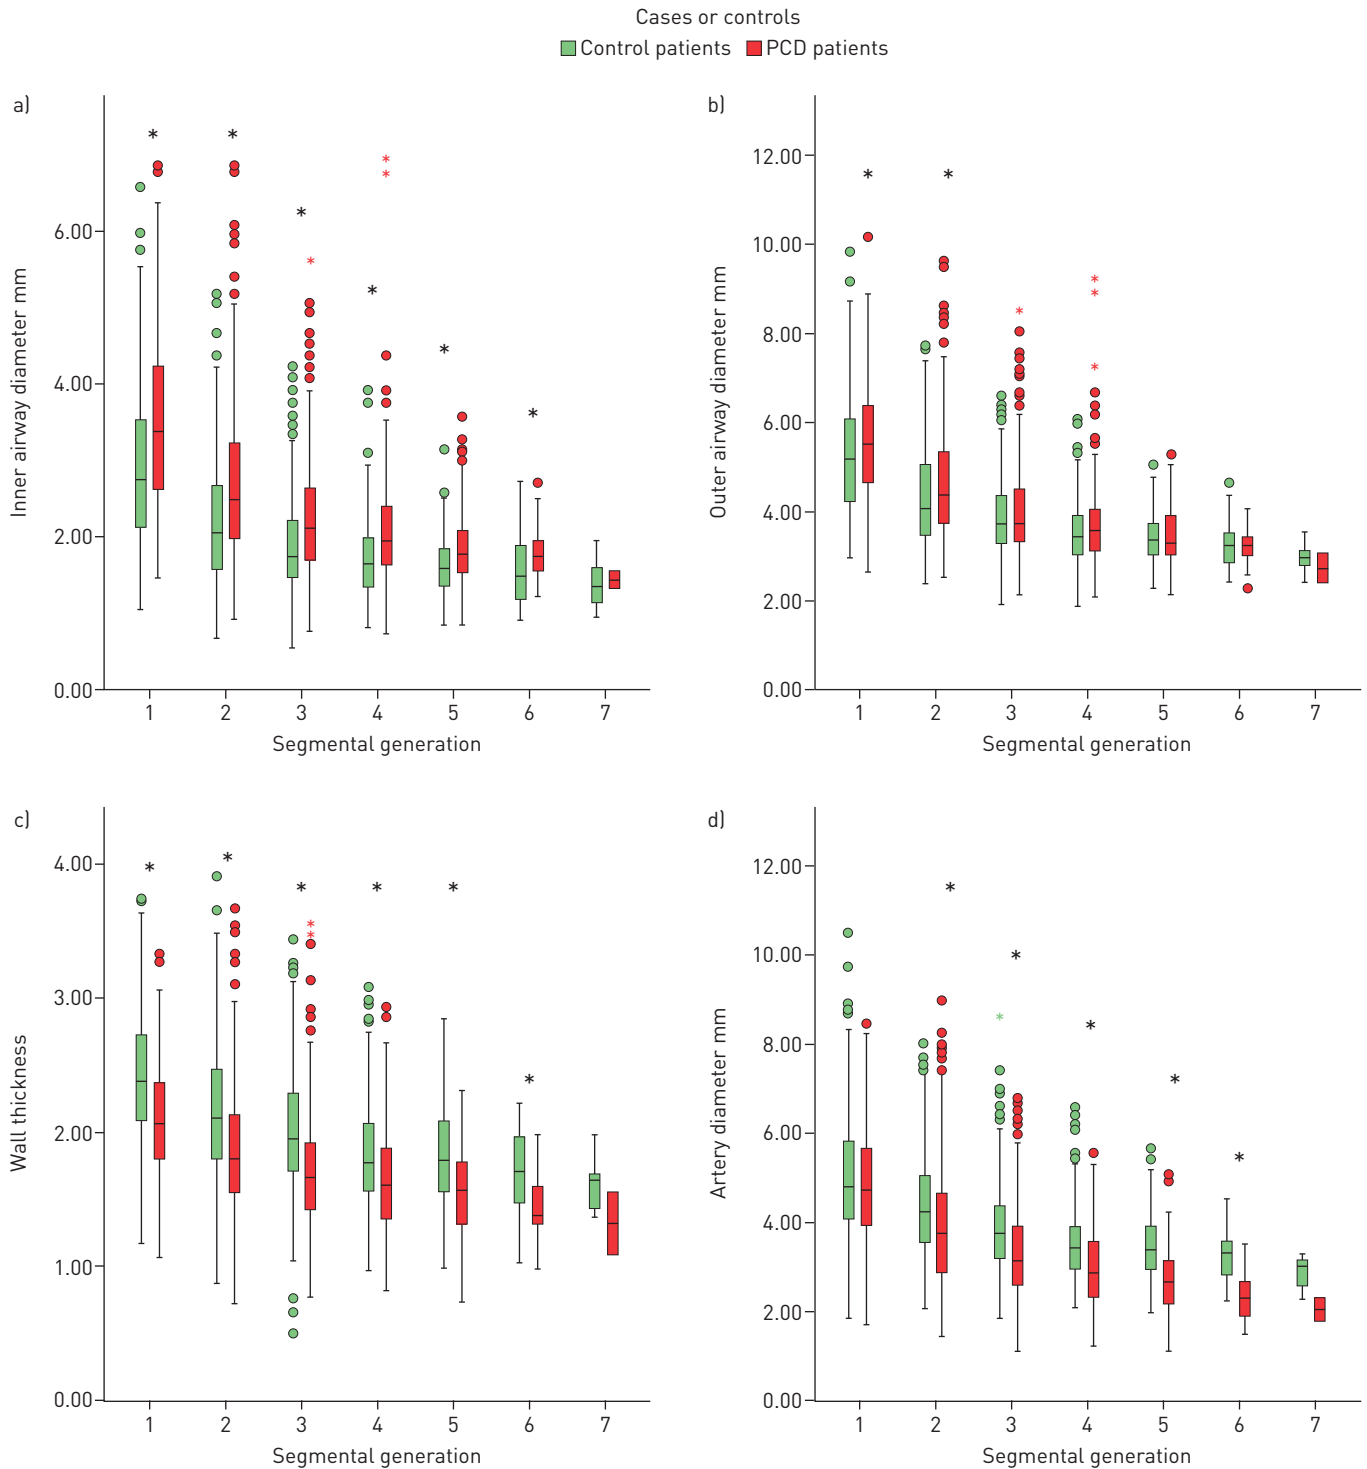 Cases or controls
Control patients PCD patients
a)
*
*
*
*
*
*
*
*
*
6.00
4.00
2.00
0.00
Inner airway diameter mm
1 2 3 4 5 6 7
Segmental generation
b)
*
*
*
*
*
*
12.00
10.00
8.00
6.00
4.00
2.00
0.00
Outer airway diameter mm
1 2 3 4 5 6 7
Segmental generation
c)
*
*
*
*
*
*
*
*
4.00
3.00
2.00
1.00
0.00
Wall thickness
1 2 3 4 5 6 7
Segmental generation
d)
*
*
*
*
*
*
12.00
10.00
8.00
6.00
4.00
2.00
0.00
Artery diameter mm
1 2 3 4 5 6 7
Segmental generation